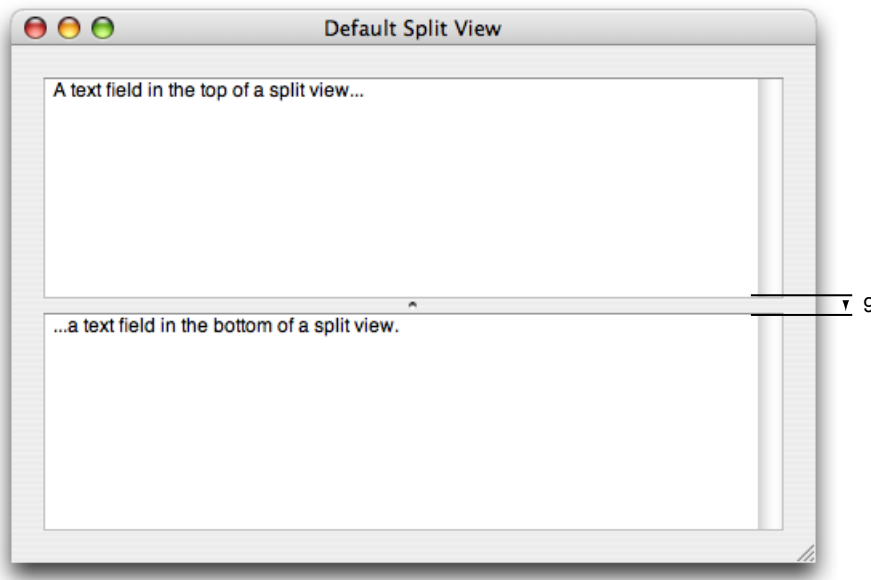 Default Split View
A text field in the top of a split view...
9
...a text field in the bottom of a split view.